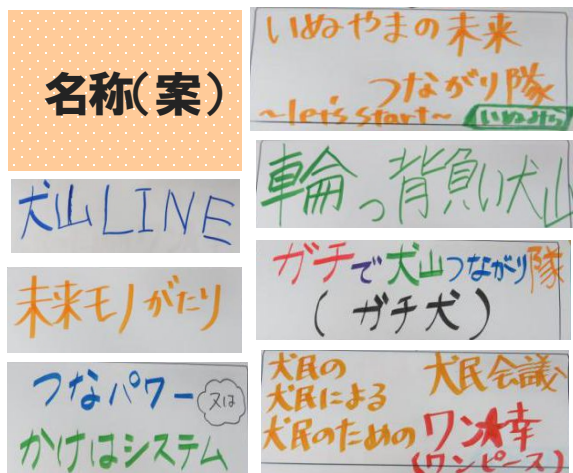 名称(案)
いぬやまの未来
つながり隊
～let's start～ いぬみら
犬山LINE
輪っ背負い犬山
未来モノがたり
ガチで犬山つながり隊
(ガチ犬)
つなパワー 又は
かけはシステム
犬民の
犬民による
犬民のための
犬民会議
ワン★幸
(ワンピース)